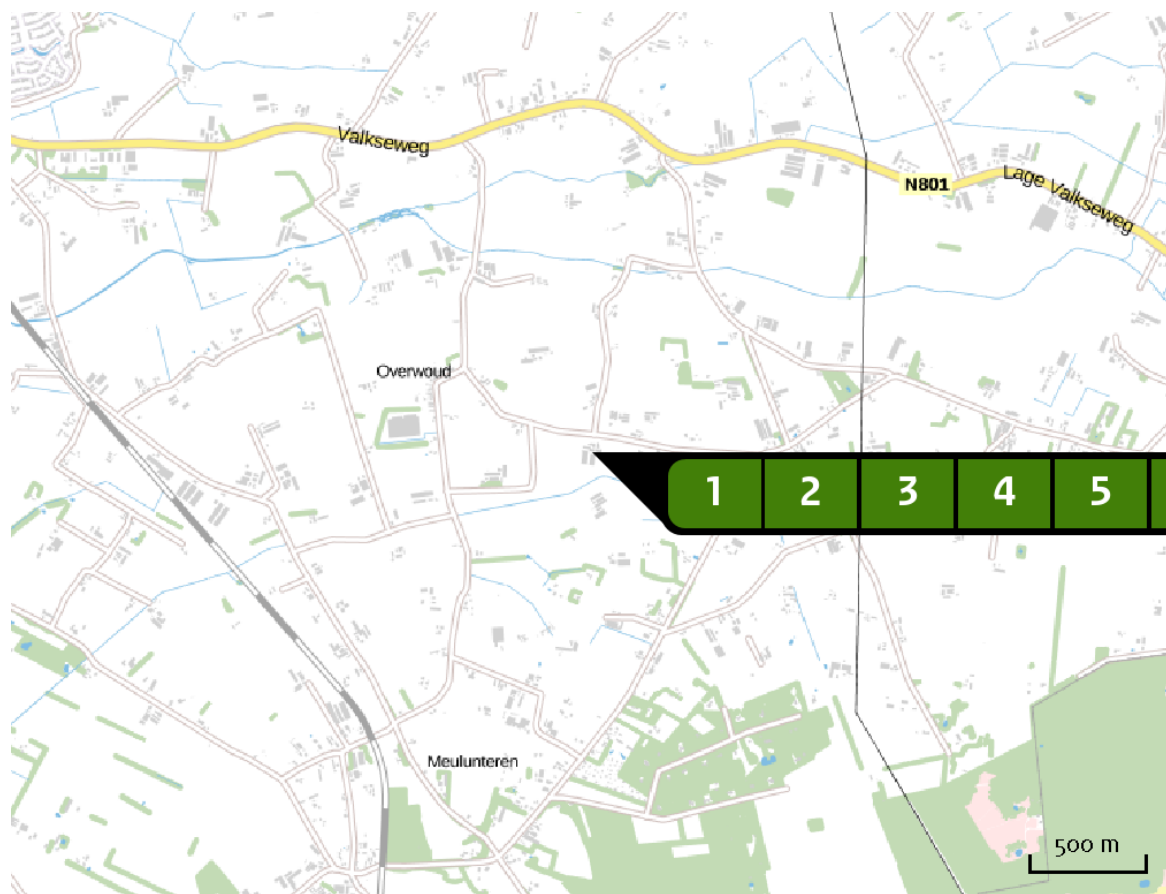 Valkseweg
N801
Lage Valkseweg
Overwoud
1 2 3 4 5
Meulunteren
500 m